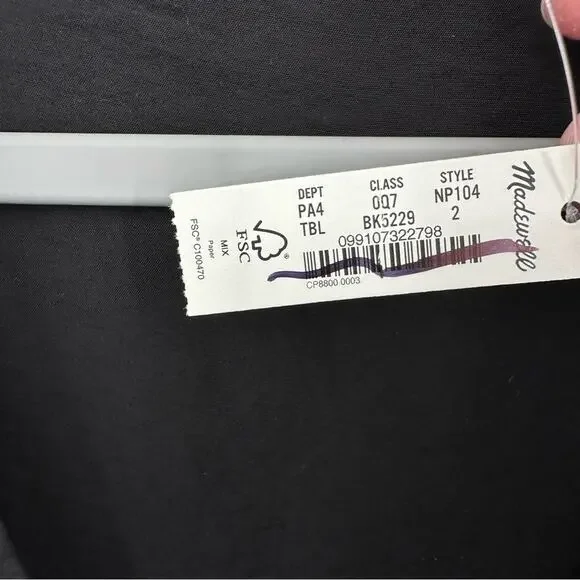 DEPT CLASS STYLE
PA4 0Q7 NP104
TBL BK5229 2
099107322798
CP8800.0003
Madewell
FSC®
MIX
Paper
FSC® C100470